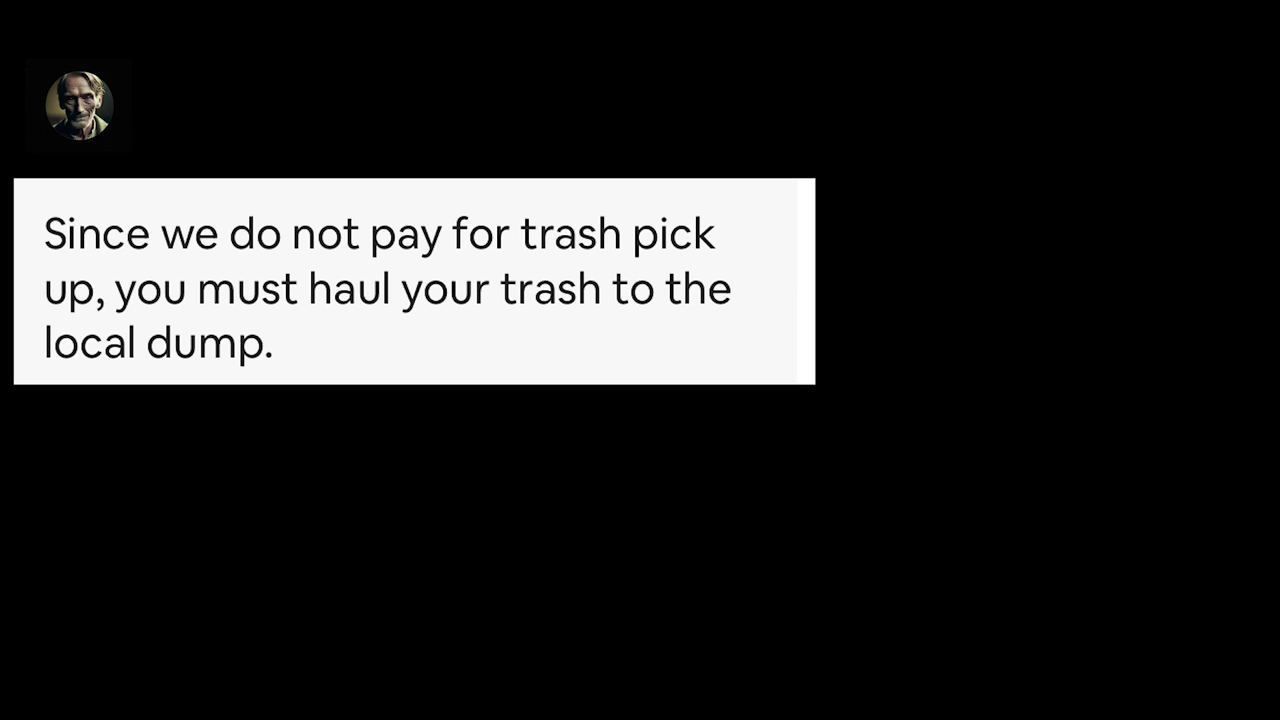 Since we do not pay for trash pick
up, you must haul your trash to the
local dump.